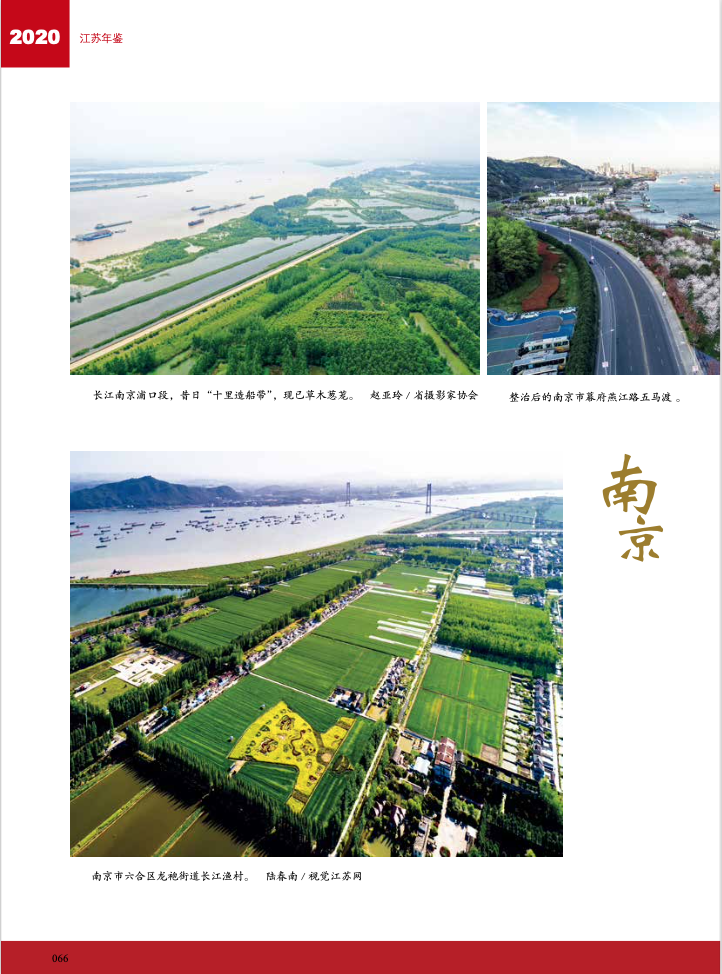 2020
江苏年鉴
长江南京浦口段，昔日“十里造船带”，现已草木葱茏。 赵亚玲 / 省摄影家协会
整治后的南京市幕府燕江路五马渡 。
南京
南京市六合区龙袍街道长江渔村。 陆春南 / 视觉江苏网
066